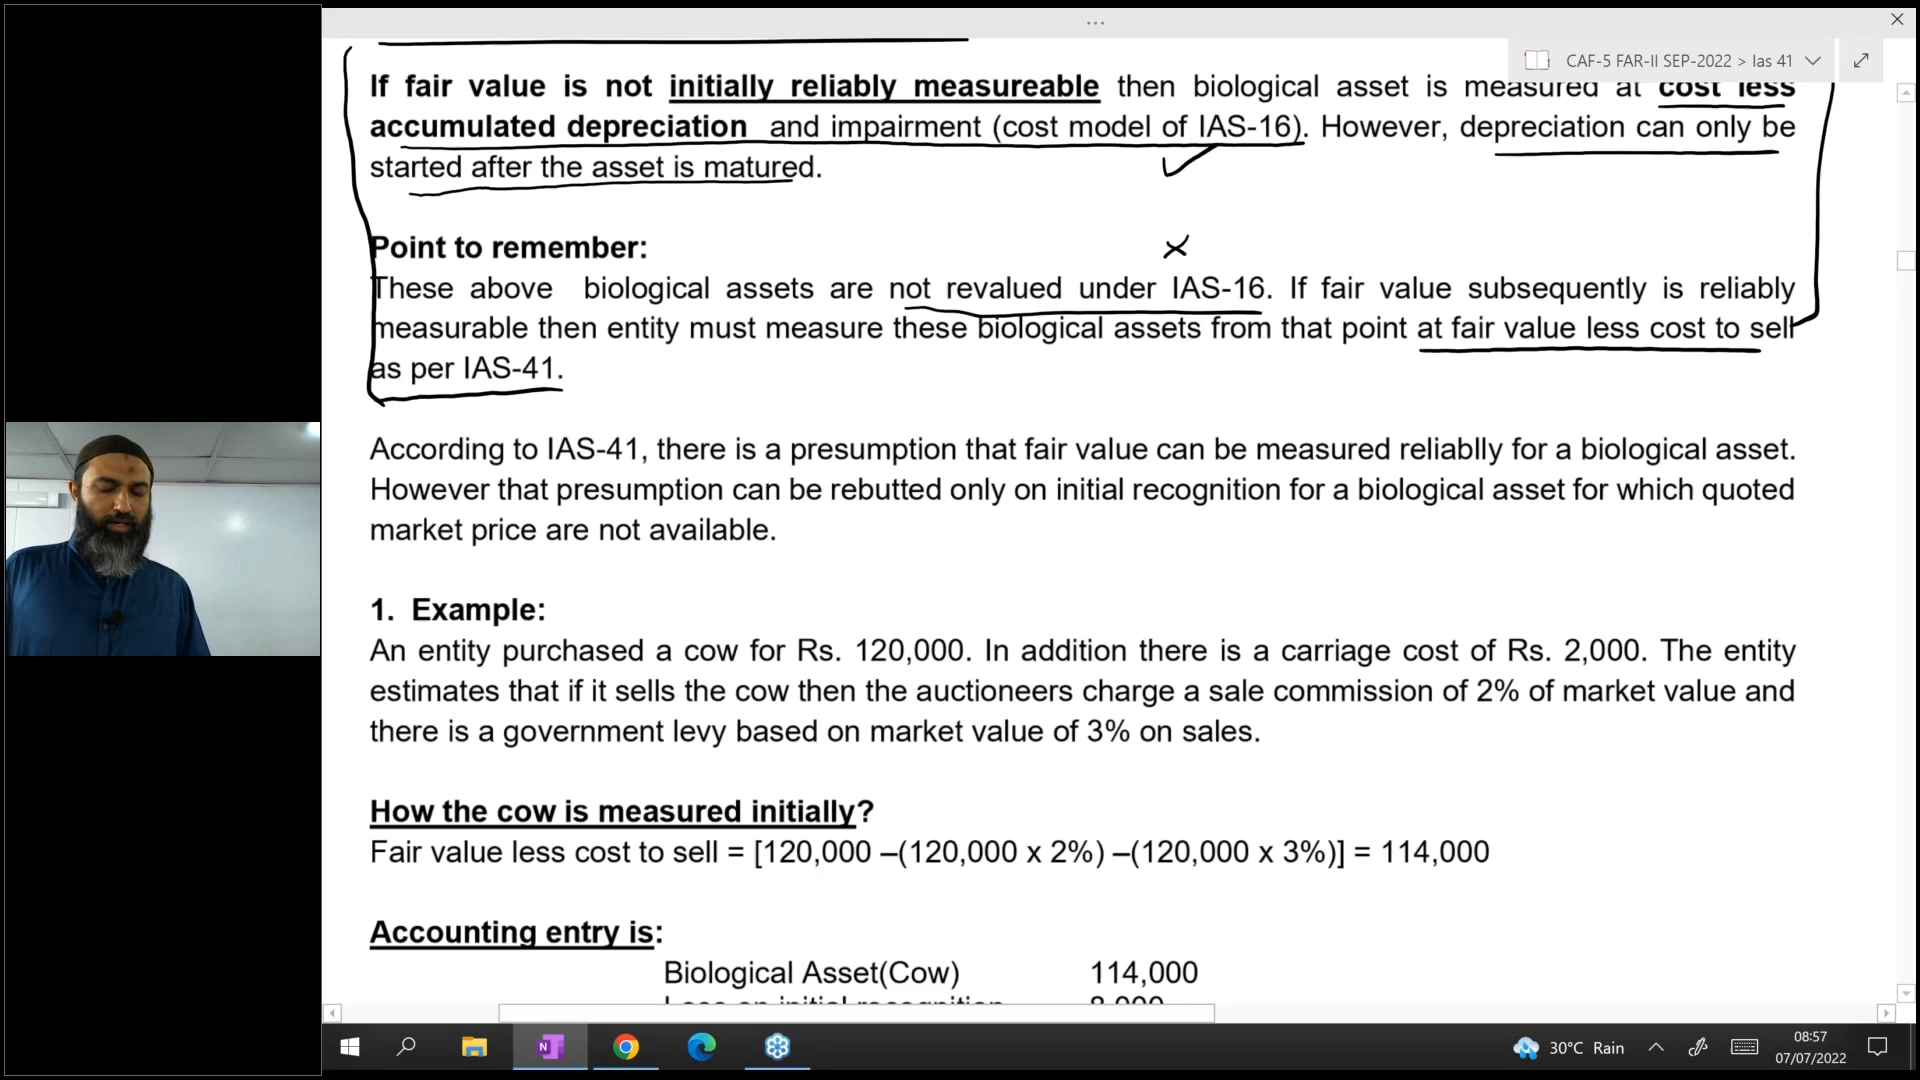 CAF-5 FAR-II SEP-2022 > Ias 41
If fair value is not initially reliably measureable then biological asset is measured at cost less
accumulated depreciation and impairment (cost model of IAS-16). However, depreciation can only be
started after the asset is matured.
Point to remember:
These above biological assets are not revalued under IAS-16. If fair value subsequently is reliably
measurable then entity must measure these biological assets from that point at fair value less cost to sell
as per IAS-41.
According to IAS-41, there is a presumption that fair value can be measured reliablly for a biological asset.
However that presumption can be rebutted only on initial recognition for a biological asset for which quoted
market price are not available.
1. Example:
An entity purchased a cow for Rs. 120,000. In addition there is a carriage cost of Rs. 2,000. The entity
estimates that if it sells the cow then the auctioneers charge a sale commission of 2% of market value and
there is a government levy based on market value of 3% on sales.
How the cow is measured initially?
Fair value less cost to sell = [120,000 –(120,000 x 2%) –(120,000 x 3%)] = 114,000
Accounting entry is:
Biological Asset(Cow) 114,000
Loss on initial recognition 8,000
30°C Rain
08:57
07/07/2022